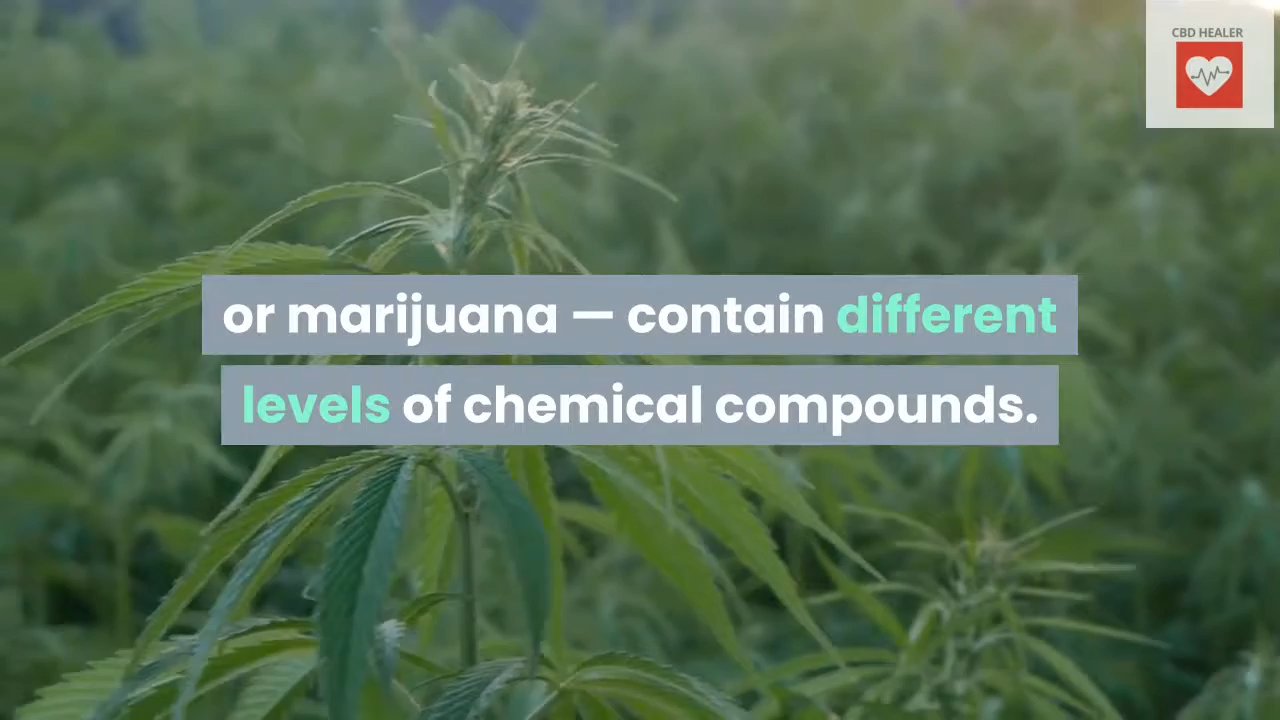 CBD HEALER
or marijuana — contain different
levels of chemical compounds.